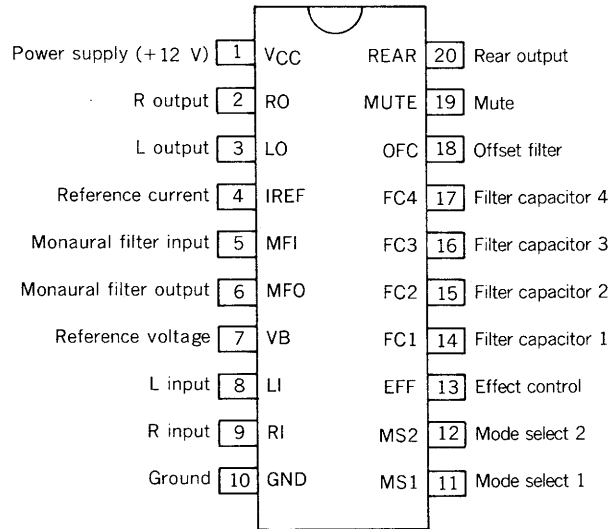 Power supply (+12 V) 1 VCC REAR 20 Rear output
R output 2 RO MUTE 19 Mute
L output 3 LO OFC 18 Offset filter
Reference current 4 IREF FC4 17 Filter capacitor 4
Monaural filter input 5 MFI FC3 16 Filter capacitor 3
Monaural filter output 6 MFO FC2 15 Filter capacitor 2
Reference voltage 7 VB FC1 14 Filter capacitor 1
L input 8 LI EFF 13 Effect control
R input 9 RI MS2 12 Mode select 2
Ground 10 GND MS1 11 Mode select 1